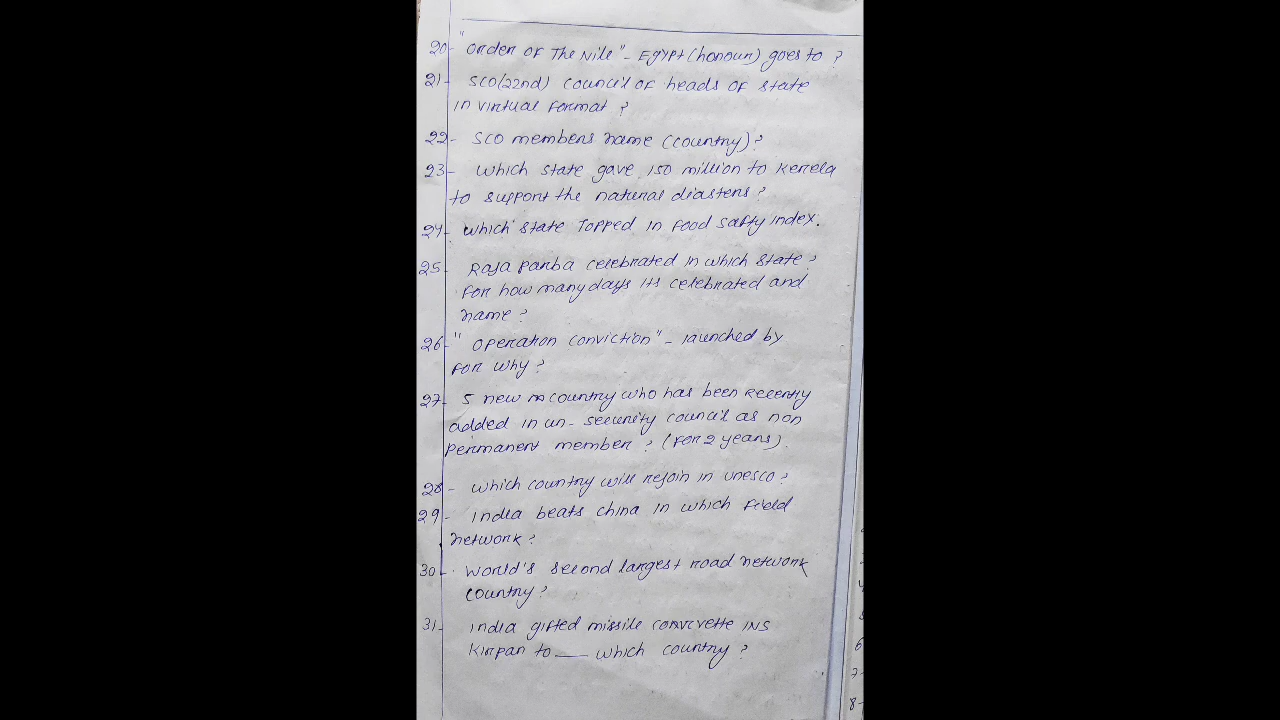 20- "Order OF The Nile" - Egypt (honour) goes to ?
21- SCO(22nd) council OF heads OF state
in virtual Format ?
22- SCO members name (country)?
23- which state gave 150 million to Kerrela
to support the natural diasters ?
24- which state Topped in Food Safty Index.
25- Raja Parba celebrated in which State ?
For how many days its celebrated and
name ?
26- " Operation conviction" - launched by
For why ?
27- 5 new country who has been recently
added in un- security council as non
permanent member ? (For 2 years).
28- which country will rejoin in unesco ?
29- India beats china in which field
network ?
30- world's second largest road network
country ?
31- India gifted missile convrvette INS
Kirpan to ___ which country ?
6
7-
8-